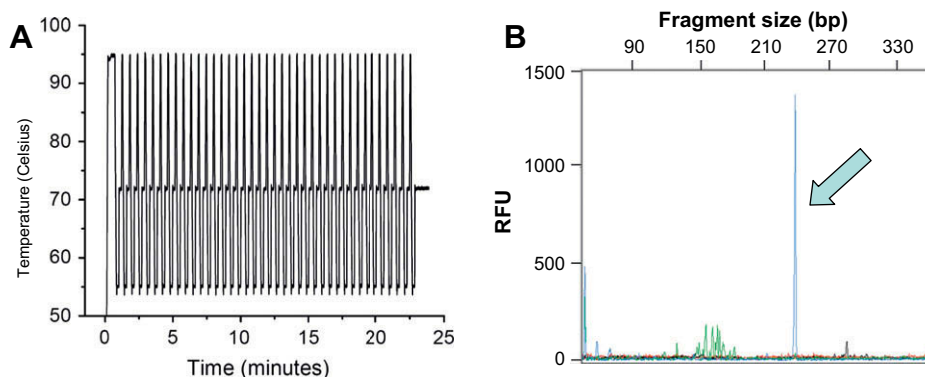 A
Temperature (Celsius)
100
90
80
70
60
50
0 5 10 15 20 25
Time (minutes)
B
Fragment size (bp)
90 150 210 270 330
RFU
1500
1000
500
0